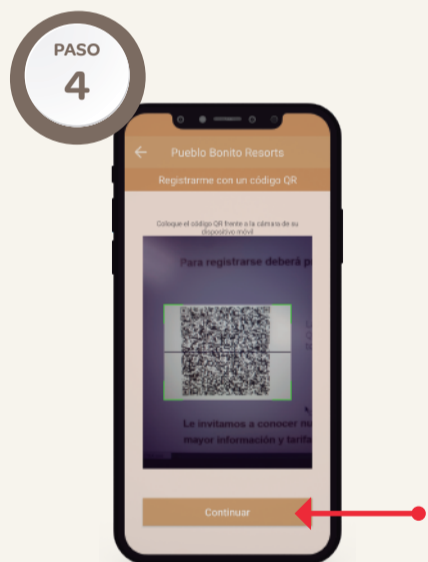 PASO
4
Pueblo Bonito Resorts
Registrarme con un código QR
Coloque el código QR frente a la cámara de su
dispositivo móvil
Para registrarse deberá p
Le invitamos a conocer nu
mayor información y tarifa
Continuar